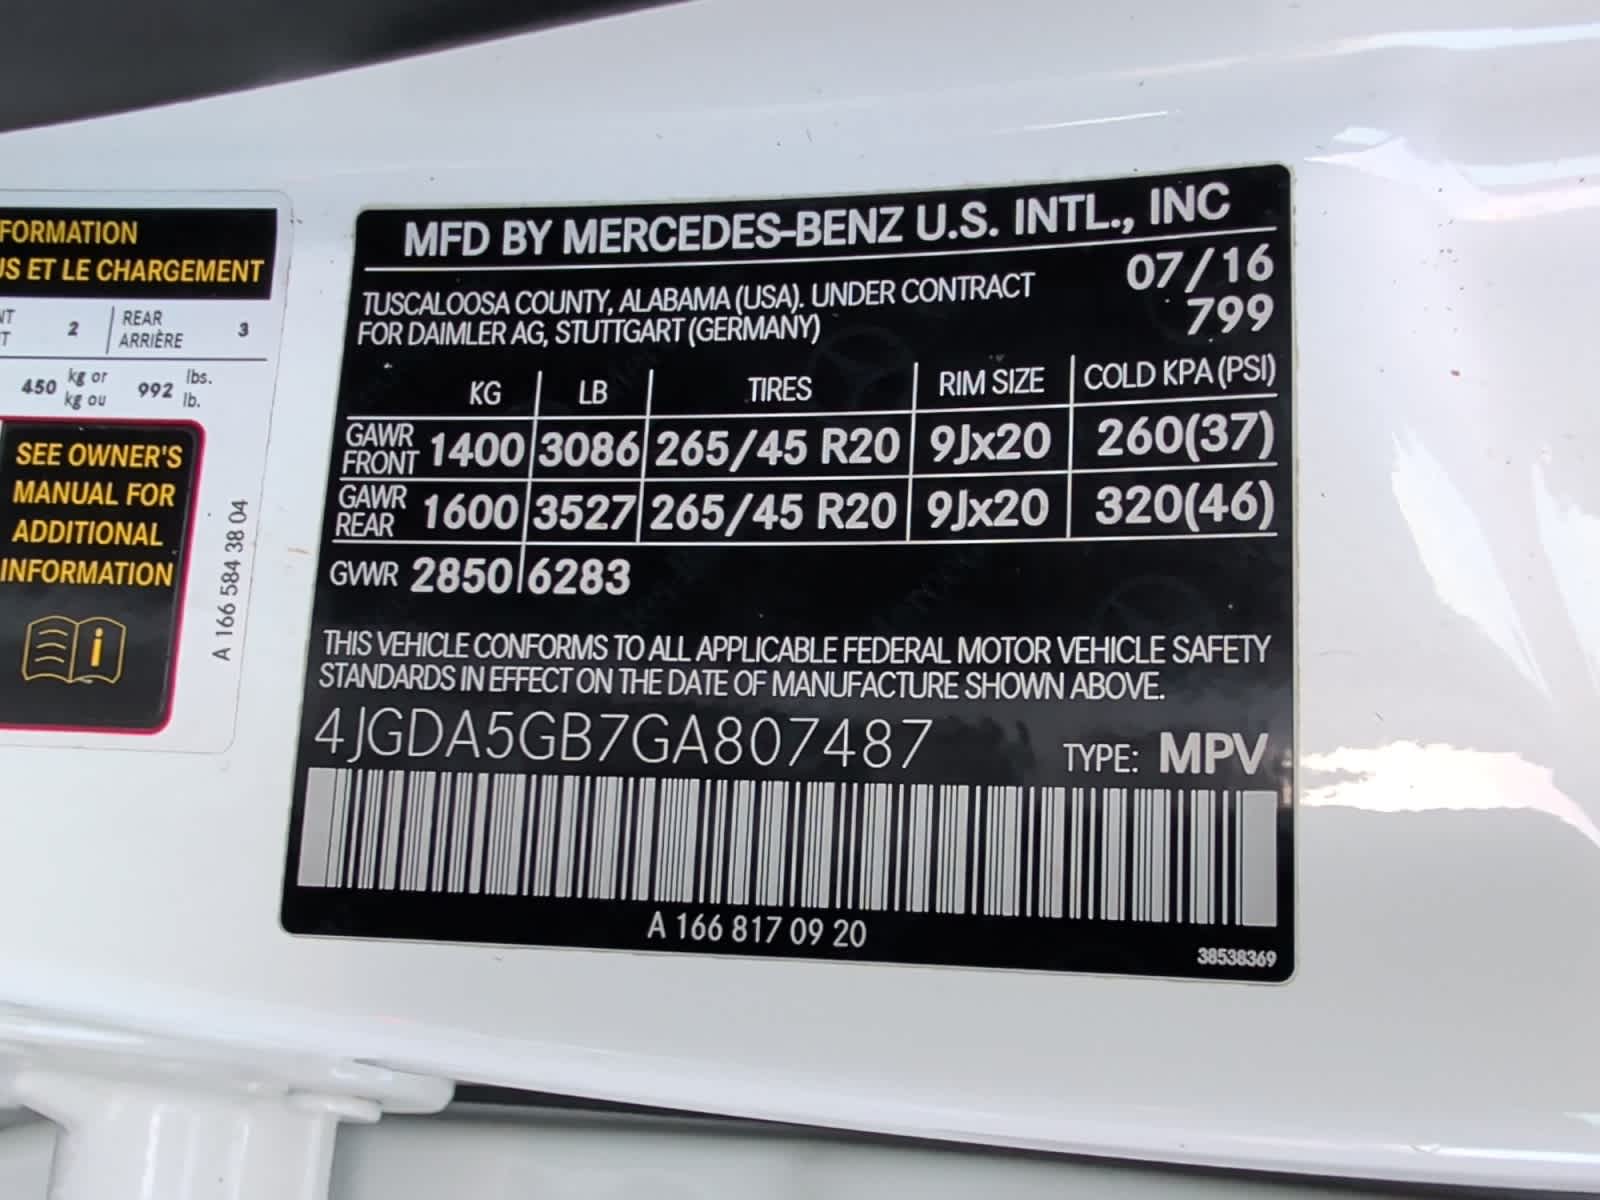 FORMATION
US ET LE CHARGEMENT
2 REAR 3
ARRIÈRE
450 kg or 992 lbs.
kg ou lb.
SEE OWNER'S
MANUAL FOR
ADDITIONAL
INFORMATION
i
A 166 584 38 04
MFD BY MERCEDES-BENZ U.S. INTL., INC
TUSCALOOSA COUNTY, ALABAMA (USA). UNDER CONTRACT 07/16
FOR DAIMLER AG, STUTTGART (GERMANY) 799
KG LB TIRES RIM SIZE COLD KPA (PSI)
GAWR FRONT 1400 3086 265/45 R20 9Jx20 260(37)
GAWR REAR 1600 3527 265/45 R20 9Jx20 320(46)
GVWR 2850 6283
THIS VEHICLE CONFORMS TO ALL APPLICABLE FEDERAL MOTOR VEHICLE SAFETY
STANDARDS IN EFFECT ON THE DATE OF MANUFACTURE SHOWN ABOVE.
4JGDA5GB7GA807487 TYPE: MPV
A 166 817 09 20
38538369